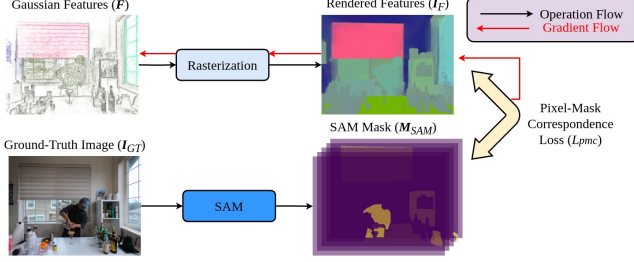 Gaussian Features (F)
Rendered Features (I_F)
Operation Flow
Gradient Flow
Rasterization
Pixel-Mask
Correspondence
Loss (Lpmc)
SAM Mask (M_SAM)
Ground-Truth Image (I_GT)
SAM